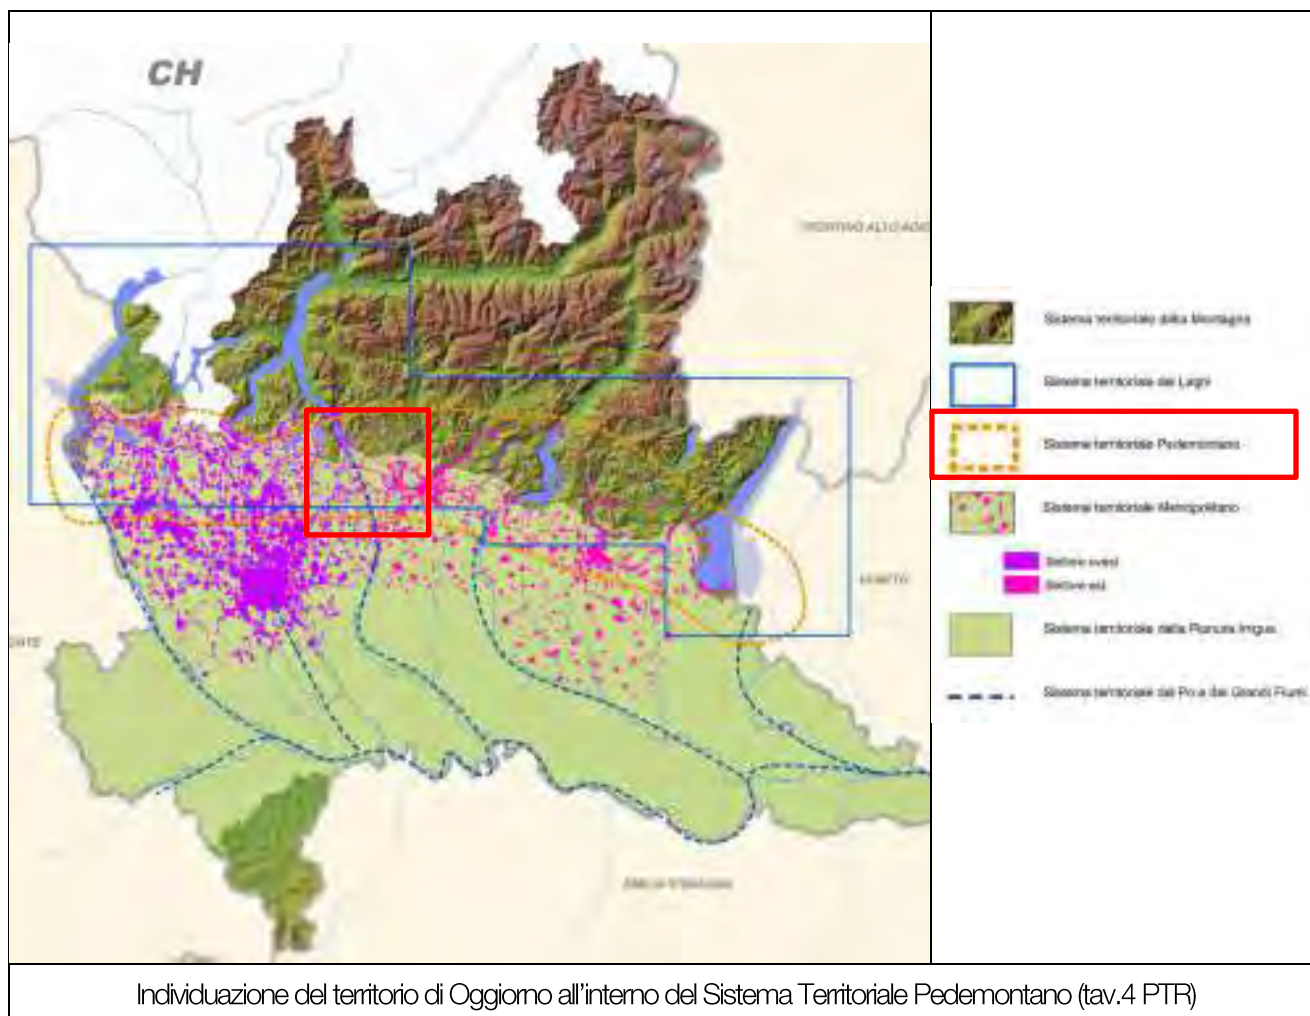 CH
TRENTINO ALTO ADIGE
VENETO
EMILIA ROMAGNA
Sistema territoriale della Montagna
Sistema territoriale dei Laghi
Sistema territoriale Pedemontano
Sistema territoriale Metropolitano
Settore ovest
Settore est
Sistema territoriale della Pianura Irrigua
Sistema territoriale del Po e dei Grandi Fiumi
Individuazione del territorio di Oggiorno all'interno del Sistema Territoriale Pedemontano (tav.4 PTR)